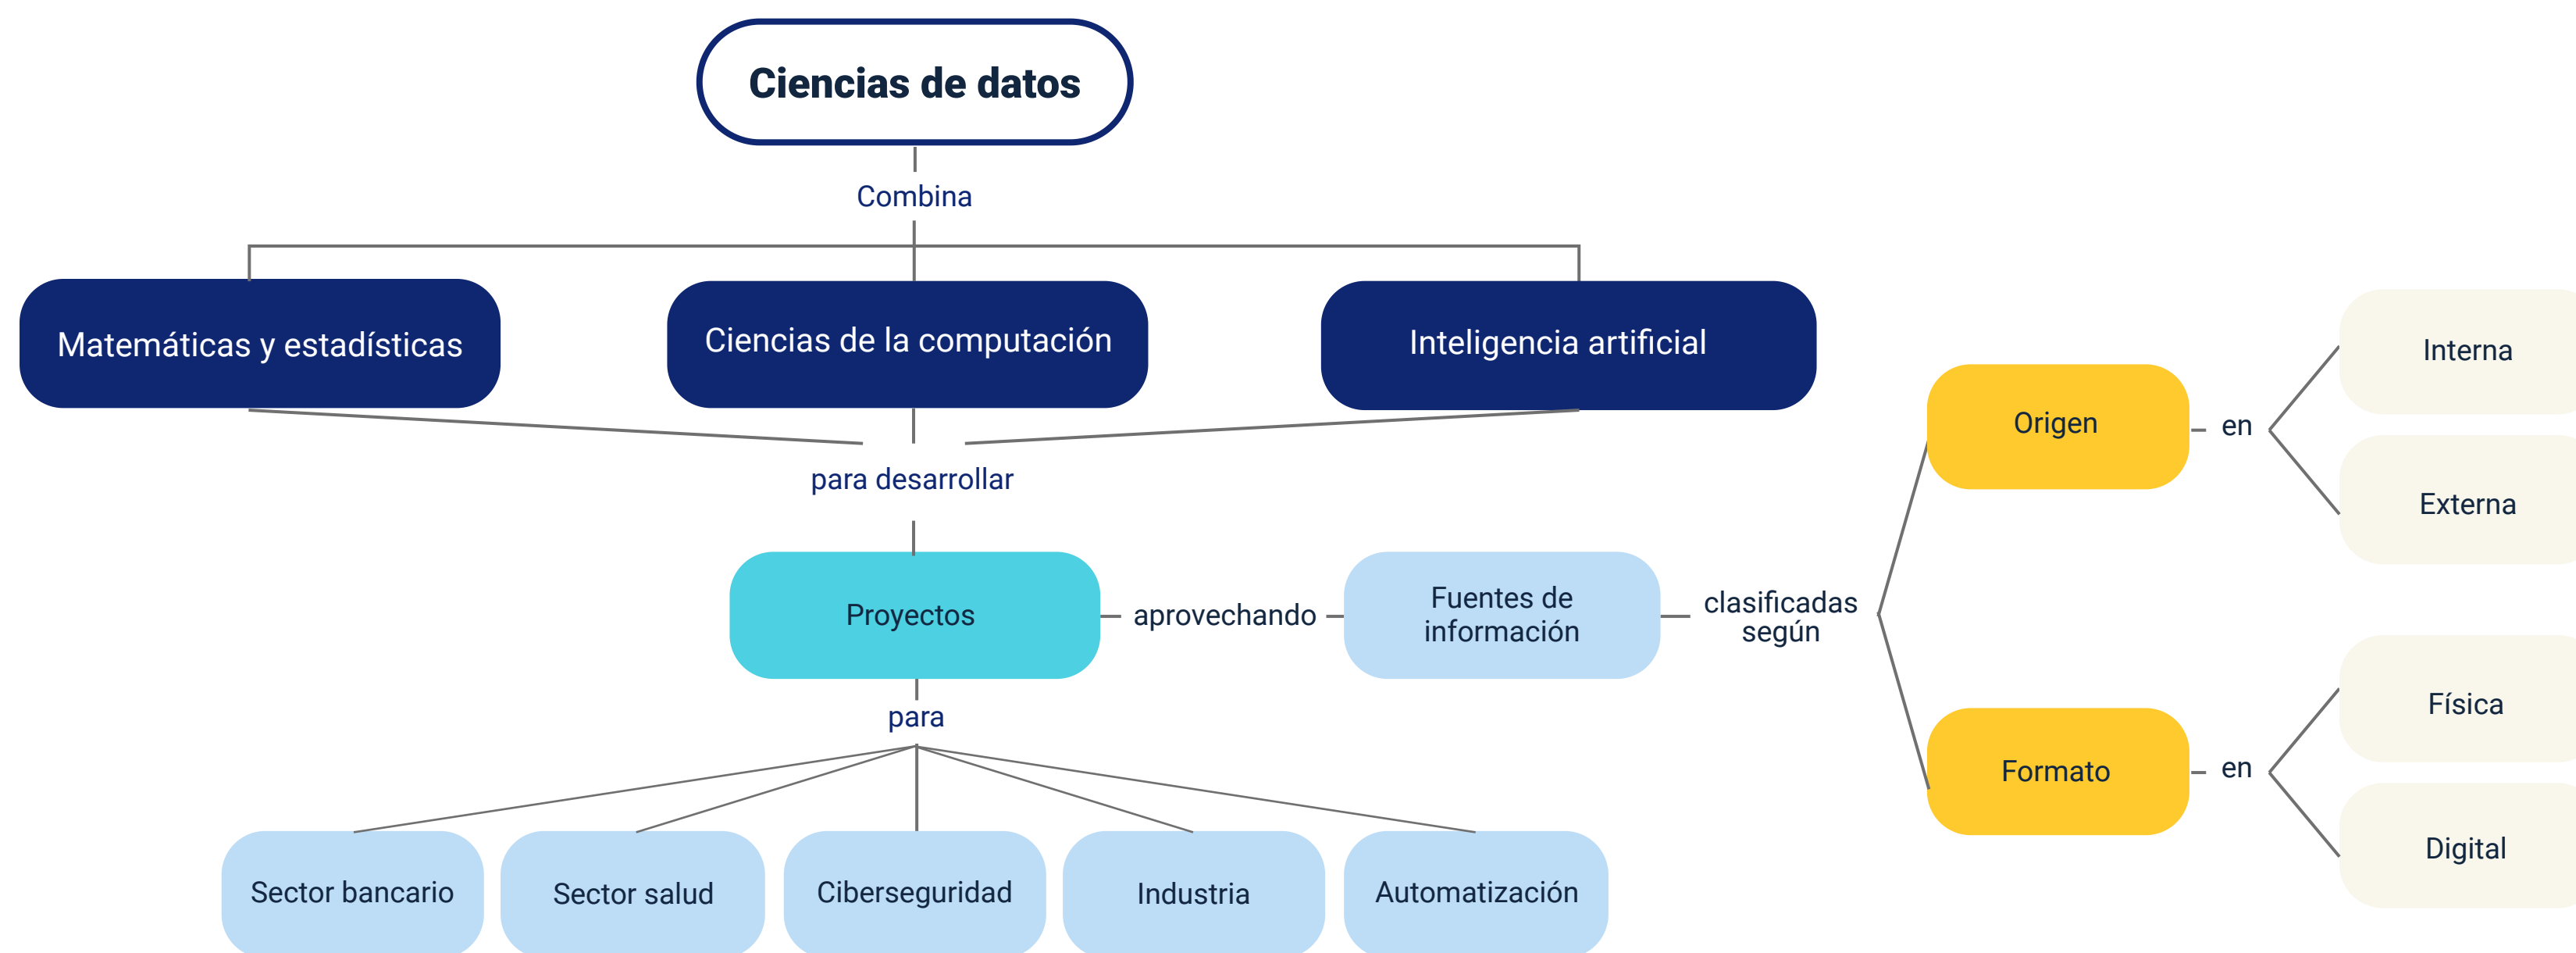 Ciencias de datos
Combina
Matemáticas y estadísticas
Ciencias de la computación
Inteligencia artificial
para desarrollar
Proyectos
aprovechando
Fuentes de
información
clasificadas
según
Origen
en
Interna
Externa
Formato
en
Física
Digital
para
Sector bancario
Sector salud
Ciberseguridad
Industria
Automatización